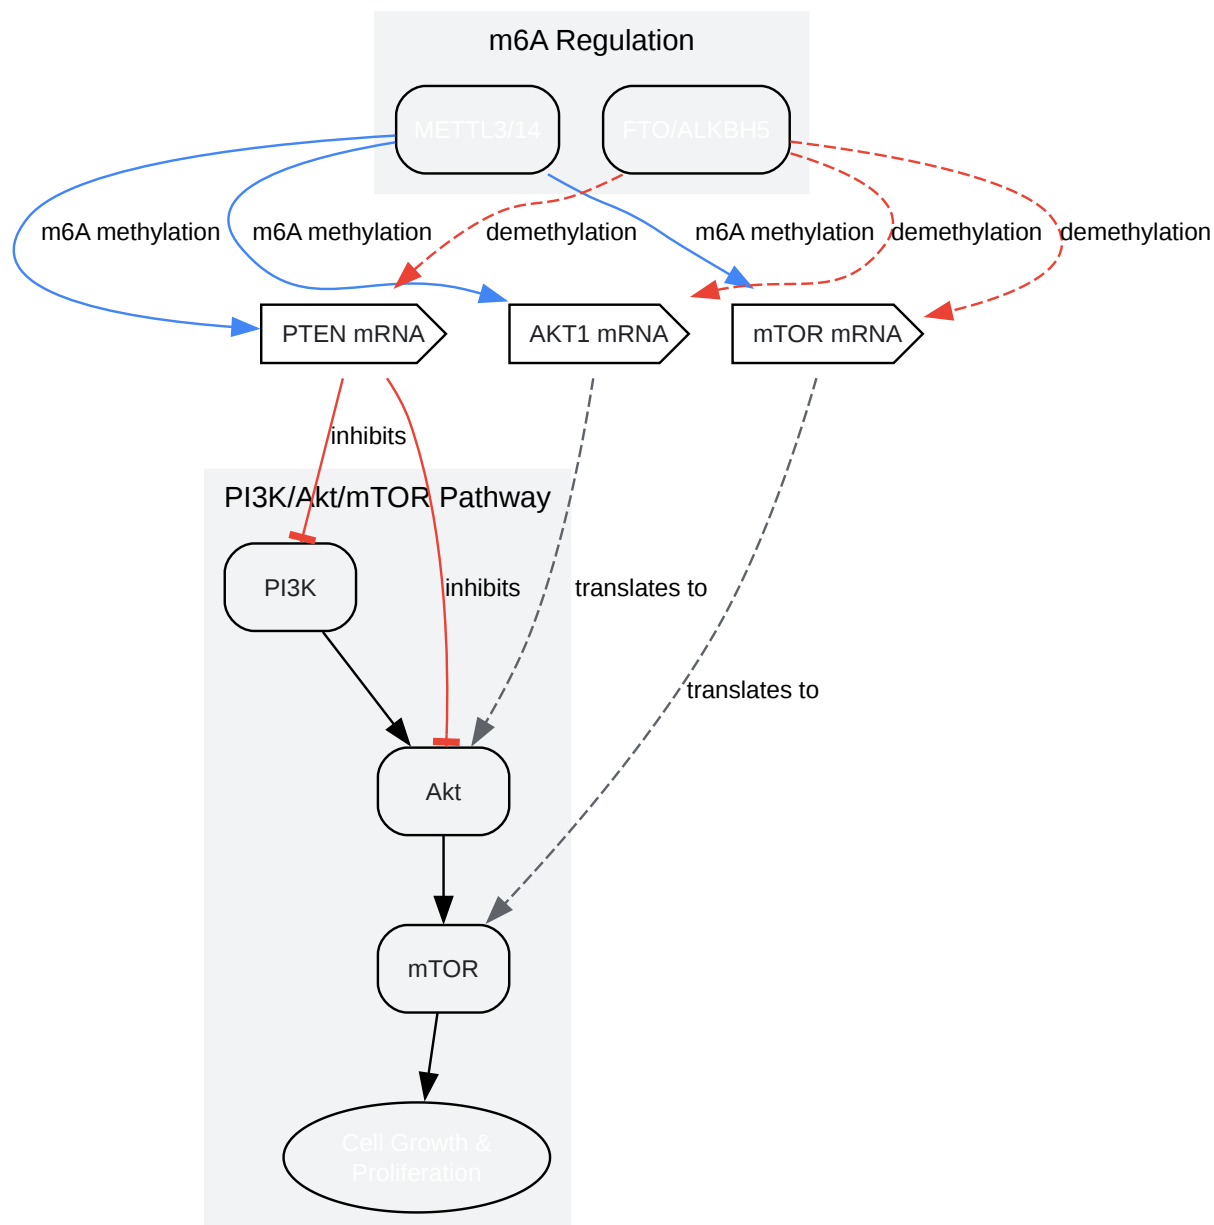 m6A Regulation
METTL3/14
FTO/ALKBH5
m6A methylation
m6A methylation
demethylation
m6A methylation
demethylation
demethylation
PTEN mRNA
AKT1 mRNA
mTOR mRNA
inhibits
PI3K/Akt/mTOR Pathway
PI3K
inhibits
translates to
translates to
Akt
mTOR
Cell Growth &
Proliferation